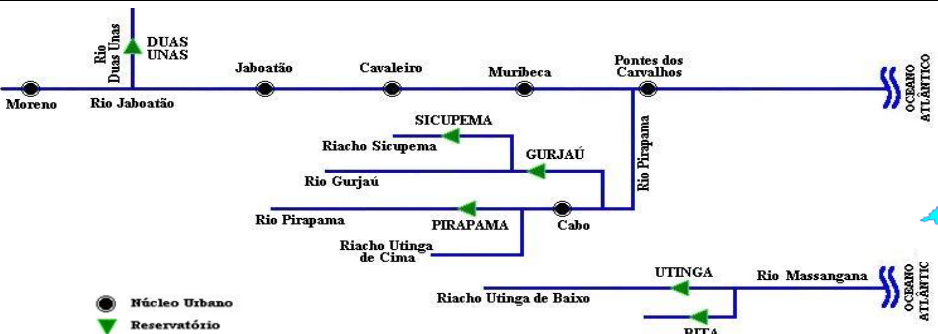 Rio
Duas Unas
DUAS
UNAS
Moreno
Rio Jaboatão
Jaboatão
Cavaleiro
Muribeca
Pontes dos
Carvalhos
OCEANO
ATLÂNTICO
SICUPEMA
Riacho Sicupema
GURJAÚ
Rio Gurjaú
Rio Pirapama
Rio Pirapama
PIRAPAMA
Cabo
Riacho Utinga
de Cima
UTINGA
Rio Massangana
OCEANO
ATLÂNTIC
Riacho Utinga de Baixo
Núcleo Urbano
Reservatório